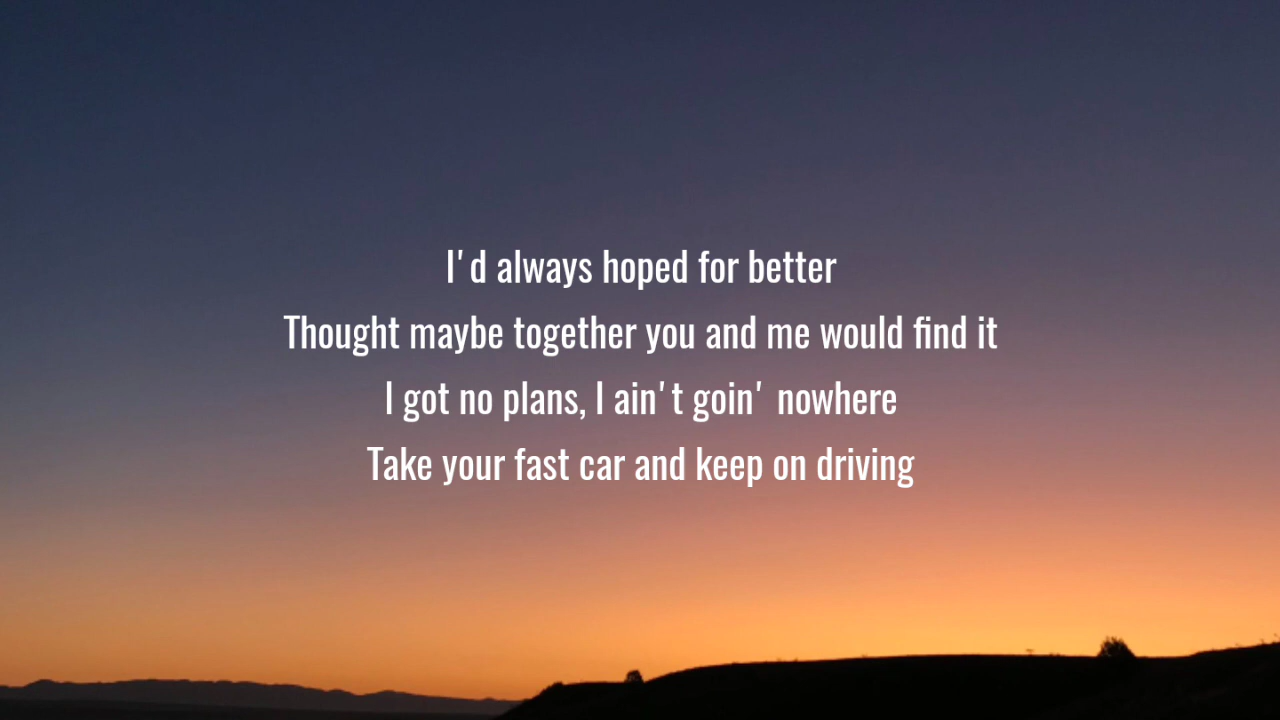 I'd always hoped for better
Thought maybe together you and me would find it
I got no plans, I ain't goin' nowhere
Take your fast car and keep on driving